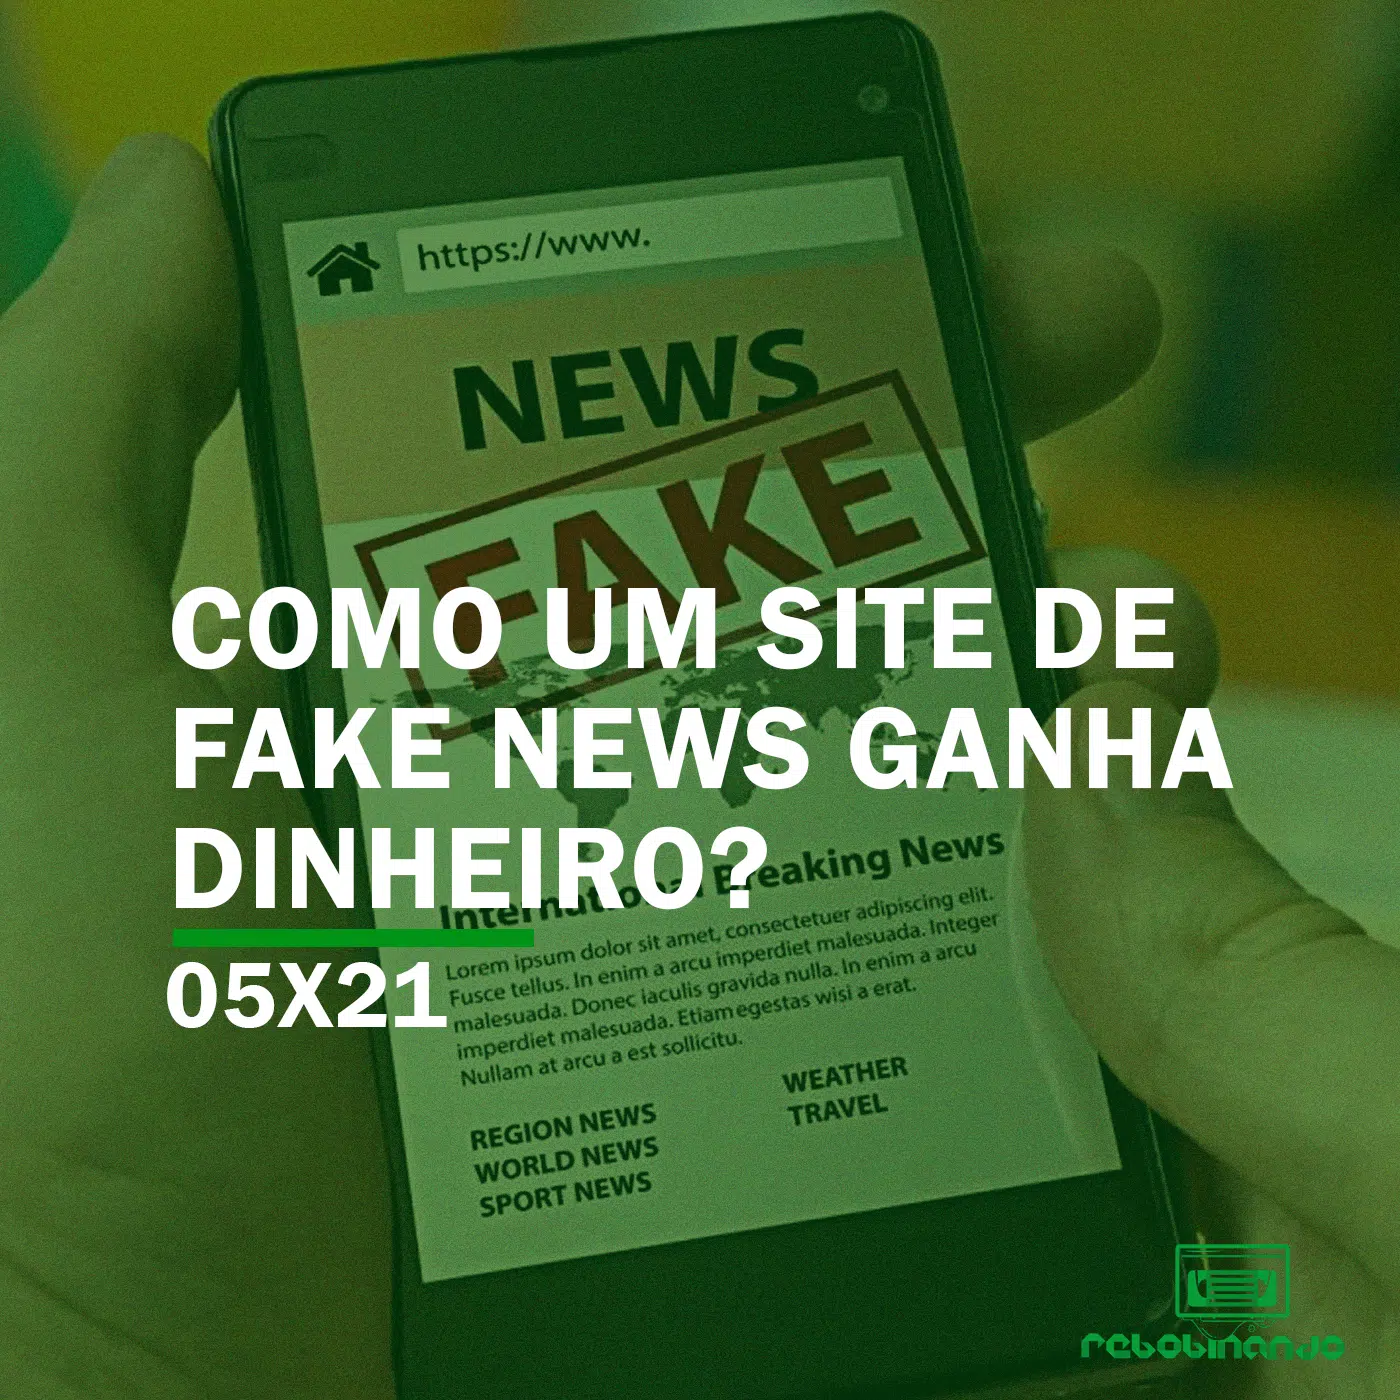 https://www.
NEWS
FAKE
COMO UM SITE DE
FAKE NEWS GANHA
DINHEIRO?
International Breaking News
05X21
Lorem ipsum dolor sit amet, consectetuer adipiscing elit.
Fusce tellus. In enim a arcu imperdiet malesuada. Integer
malesuada. Donec iaculis gravida nulla. In enim a arcu
imperdiet malesuada. Etiam egestas wisi a erat.
Nullam at arcu a est sollicitu.
REGION NEWS
WORLD NEWS
SPORT NEWS
WEATHER
TRAVEL
rebobinando